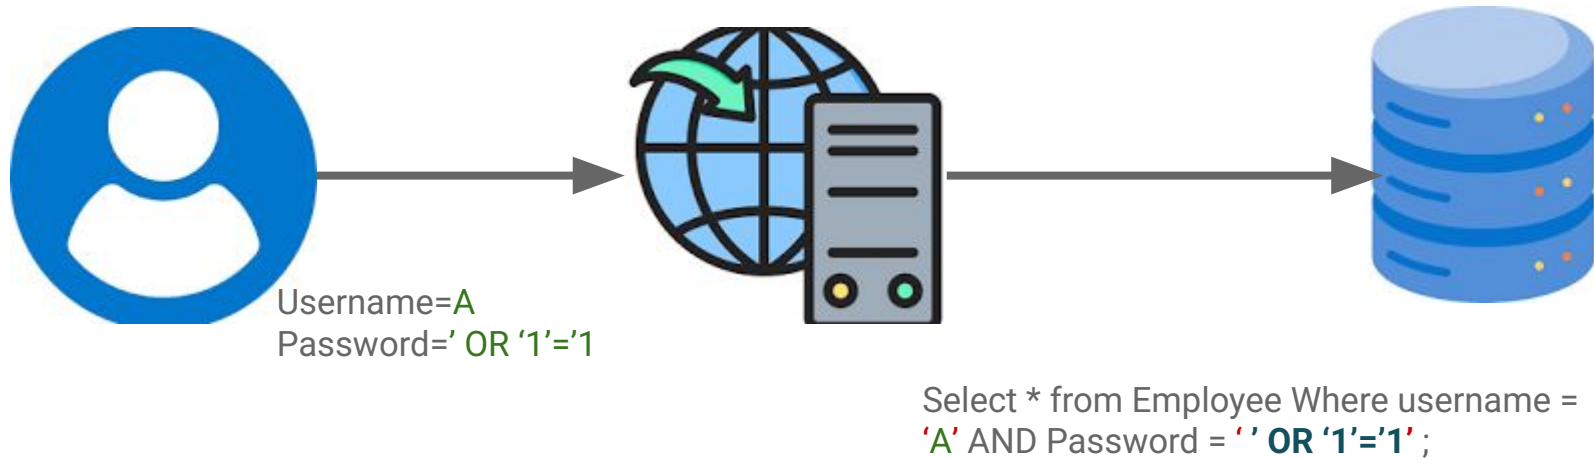 Username=A
Password=’ OR ‘1’=’1
Select * from Employee Where username =
‘A’ AND Password = ‘ ’ OR ‘1’=’1’ ;